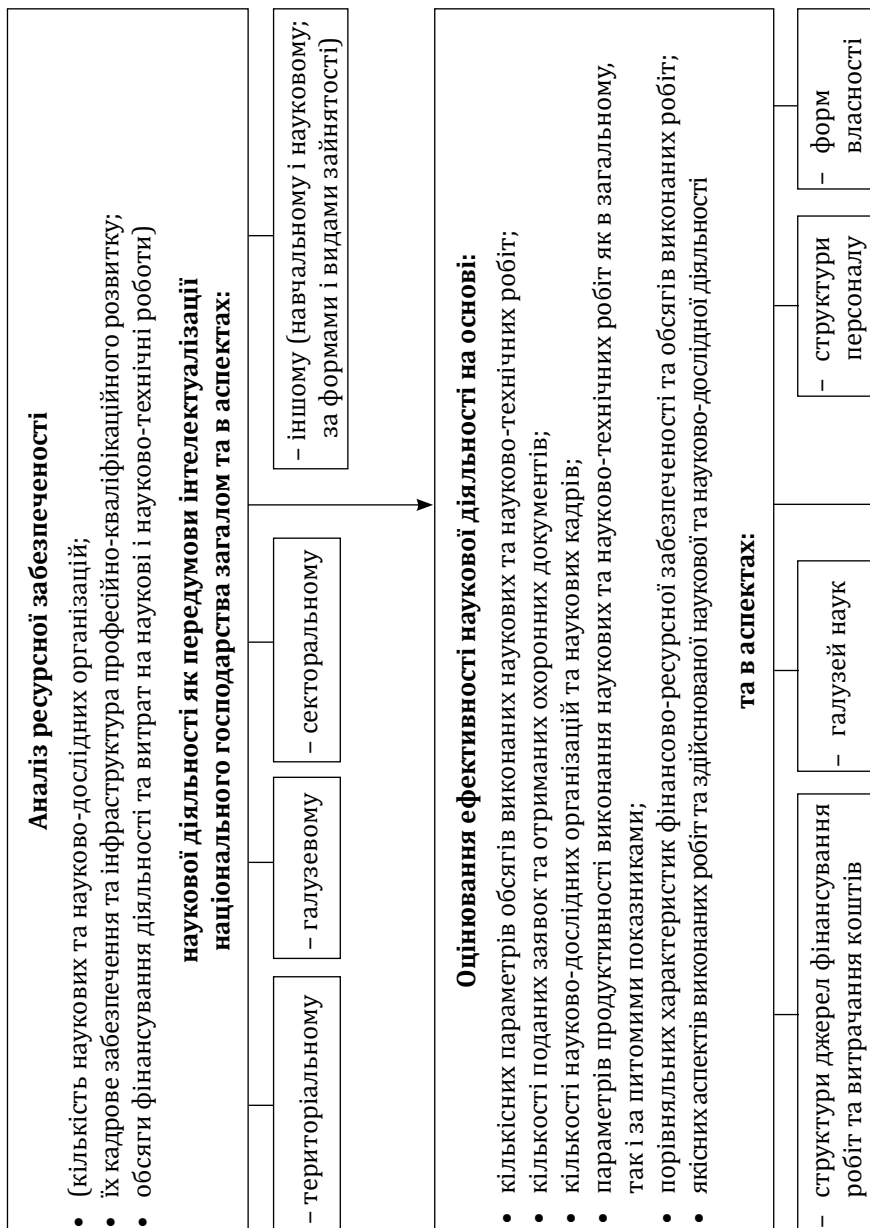 Аналіз ресурсної забезпеченості
• (кількість наукових та науково-дослідних організацій;
• їх кадрове забезпечення та інфраструктура професійно-кваліфікаційного розвитку;
• обсяги фінансування діяльності та витрат на наукові і науково-технічні роботи)
наукової діяльності як передумови інтелектуалізації
національного господарства загалом та в аспектах:
– територіальному
– галузевому
– секторальному
– іншому (навчальному і науковому;
за формами і видами зайнятості)
Оцінювання ефективності наукової діяльності на основі:
• кількісних параметрів обсягів виконаних наукових та науково-технічних робіт;
• кількості поданих заявок та отриманих охоронних документів;
• кількості науково-дослідних організацій та наукових кадрів;
• параметрів продуктивності виконання наукових та науково-технічних робіт як в загальному,
так і за питомими показниками;
• порівняльних характеристик фінансово-ресурсної забезпеченості та обсягів виконаних робіт;
• якісних аспектів виконаних робіт та здійснюваної наукової та науково-дослідної діяльності
та в аспектах:
– структури джерел фінансування
робіт та витрачання коштів
– галузей наук
– структури
персоналу
– форм
власності